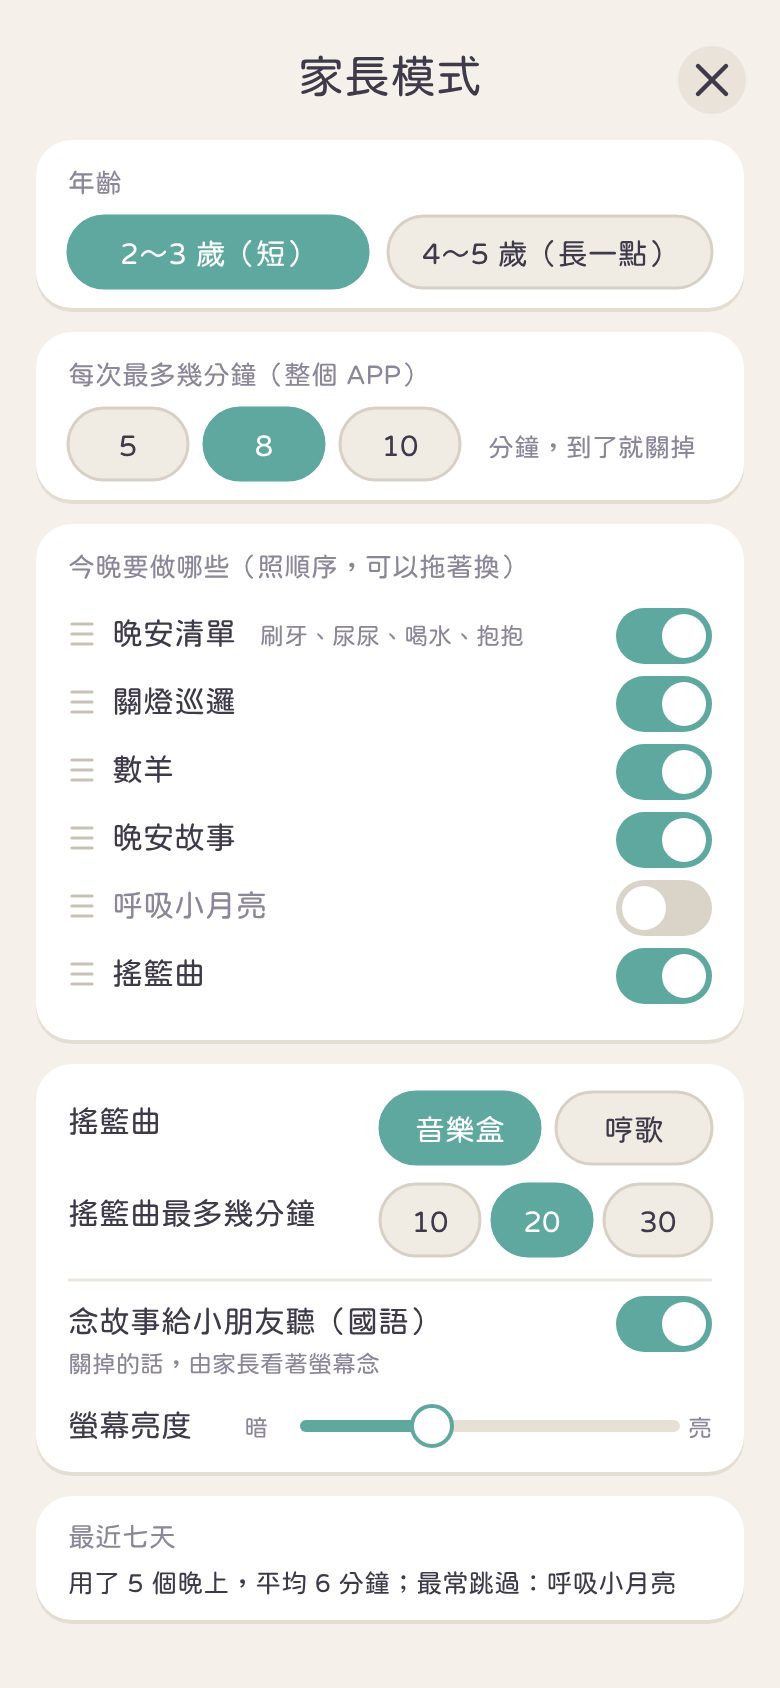 家長模式
年齡
2～3 歲（短）
4～5 歲（長一點）
每次最多幾分鐘（整個 APP）
5
8
10
分鐘，到了就關掉
今晚要做哪些（照順序，可以拖著換）
晚安清單 刷牙、尿尿、喝水、抱抱
關燈巡邏
數羊
晚安故事
呼吸小月亮
搖籃曲
搖籃曲
音樂盒
哼歌
搖籃曲最多幾分鐘
10
20
30
念故事給小朋友聽（國語）
關掉的話，由家長看著螢幕念
螢幕亮度
暗
亮
最近七天
用了 5 個晚上，平均 6 分鐘；最常跳過：呼吸小月亮